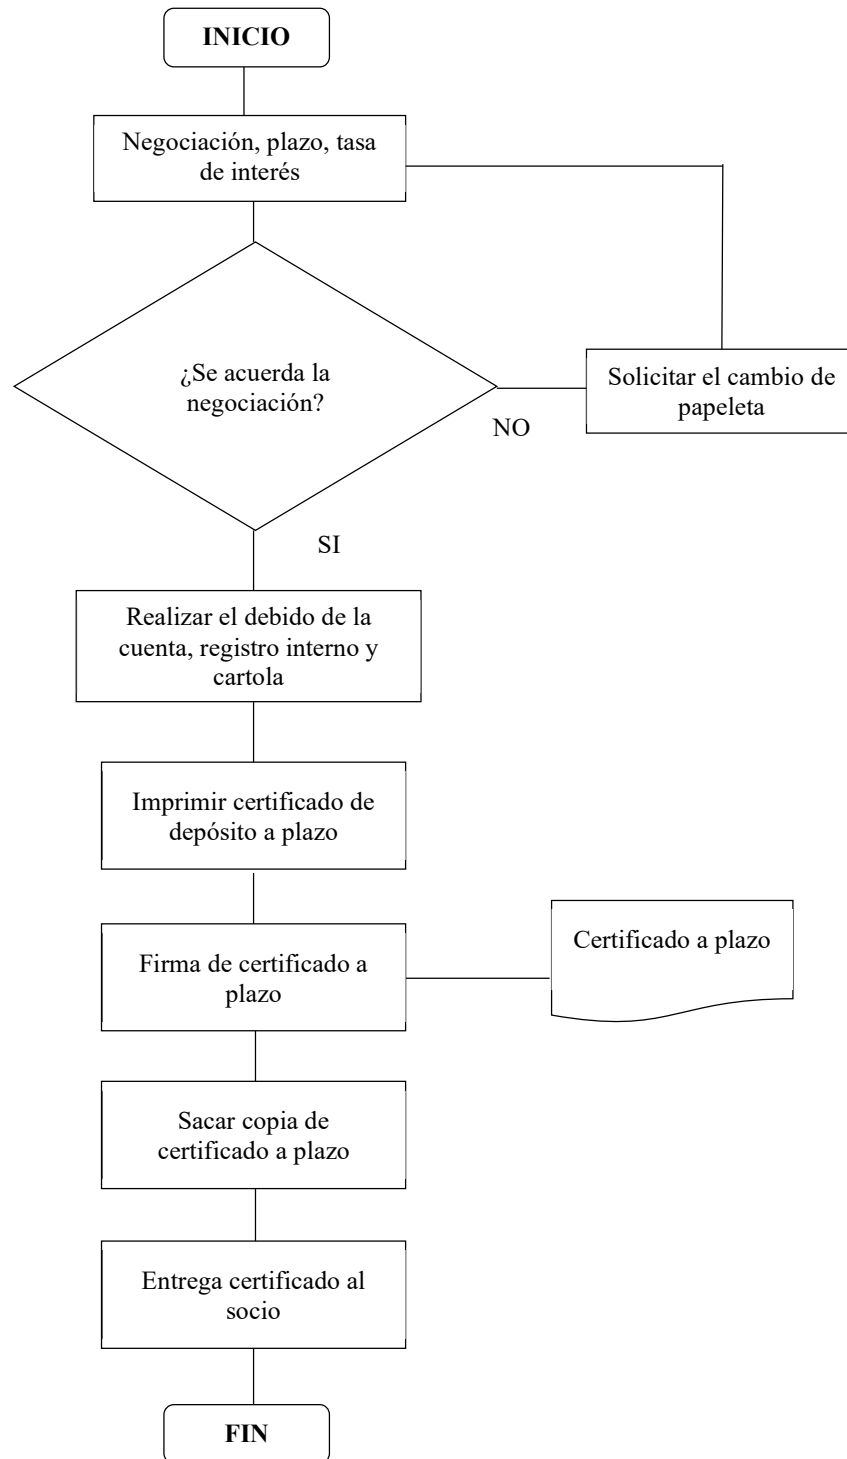 INICIO
Negociación, plazo, tasa
de interés
¿Se acuerda la
negociación?
Solicitar el cambio de
papeleta
NO
SI
Realizar el debido de la
cuenta, registro interno y
cartola
Imprimir certificado de
depósito a plazo
Firma de certificado a
plazo
Certificado a plazo
Sacar copia de
certificado a plazo
Entrega certificado al
socio
FIN